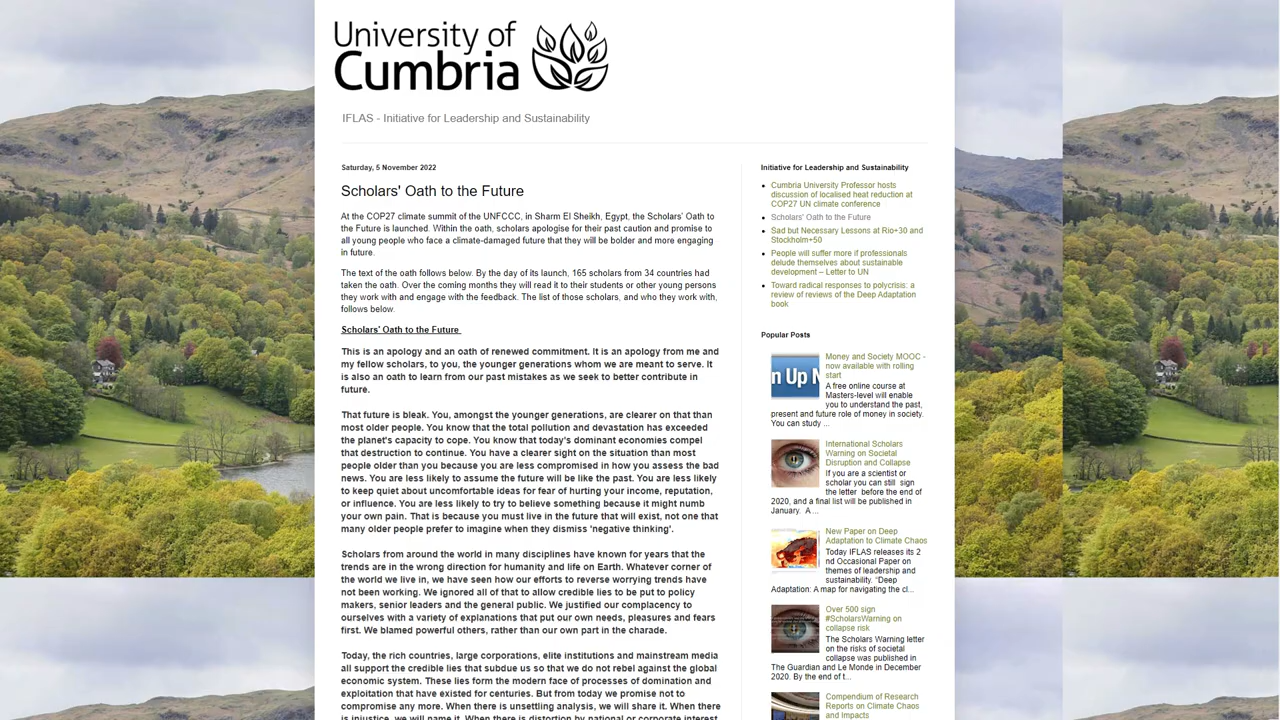 University of
Cumbria
IFLAS - Initiative for Leadership and Sustainability
Saturday, 5 November 2022
Scholars' Oath to the Future
At the COP27 climate summit of the UNFCCC, in Sharm El Sheikh, Egypt, the Scholars' Oath to
the Future is launched. Within the oath, scholars apologise for their past caution and promise to
all young people who face a climate-damaged future that they will be bolder and more engaging
in future.
The text of the oath follows below. By the day of its launch, 165 scholars from 34 countries had
taken the oath. Over the coming months they will read it to their students or other young persons
they work with and engage with the feedback. The list of those scholars, and who they work with,
follows below.
Scholars' Oath to the Future
This is an apology and an oath of renewed commitment. It is an apology from me and
my fellow scholars, to you, the younger generations whom we are meant to serve. It
is also an oath to learn from our past mistakes as we seek to better contribute in
future.
That future is bleak. You, amongst the younger generations, are clearer on that than
most older people. You know that the total pollution and devastation has exceeded
the planet's capacity to cope. You know that today's dominant economies compel
that destruction to continue. You have a clearer sight on the situation than most
people older than you because you are less compromised in how you assess the bad
news. You are less likely to assume the future will be like the past. You are less likely
to keep quiet about uncomfortable ideas for fear of hurting your income, reputation,
or influence. You are less likely to try to believe something because it might numb
your own pain. That is because you must live in the future that will exist, not one that
many older people prefer to imagine when they dismiss 'negative thinking'.
Scholars from around the world in many disciplines have known for years that the
trends are in the wrong direction for humanity and life on Earth. Whatever corner of
the world we live in, we have seen how our efforts to reverse worrying trends have
not been working. We ignored all of that to allow credible lies to be put to policy
makers, senior leaders and the general public. We justified our complacency to
ourselves with a variety of explanations that put our own needs, pleasures and fears
first. We blamed powerful others, rather than our own part in the charade.
Today, the rich countries, large corporations, elite institutions and mainstream media
all support the credible lies that subdue us so that we do not rebel against the global
economic system. These lies form the modern face of processes of domination and
exploitation that have existed for centuries. But from today we promise not to
compromise any more. When there is unsettling analysis, we will share it. When there
is injustice, we will name it. When there is distortion by national or corporate interest
Initiative for Leadership and Sustainability
Cumbria University Professor hosts
discussion of localised heat reduction at
COP27 UN climate conference
Scholars' Oath to the Future
Sad but Necessary Lessons at Rio+30 and
Stockholm+50
People will suffer more if professionals
delude themselves about sustainable
development – Letter to UN
Toward radical responses to polycrisis: a
review of reviews of the Deep Adaptation
book
Popular Posts
n Up N
Money and Society MOOC -
now available with rolling
start
A free online course at
Masters-level will enable
you to understand the past,
present and future role of money in society.
You can study ...
International Scholars
Warning on Societal
Disruption and Collapse
If you are a scientist or
scholar you can still sign
the letter before the end of
2020, and a final list will be published in
January. A ...
New Paper on Deep
Adaptation to Climate Chaos
Today IFLAS releases its 2
nd Occasional Paper on
themes of leadership and
sustainability. "Deep
Adaptation: A map for navigating the cl...
Over 500 sign
#ScholarsWarning on
collapse risk
The Scholars Warning letter
on the risks of societal
collapse was published in
The Guardian and Le Monde in December
2020. By the end of t...
Compendium of Research
Reports on Climate Chaos
and Impacts